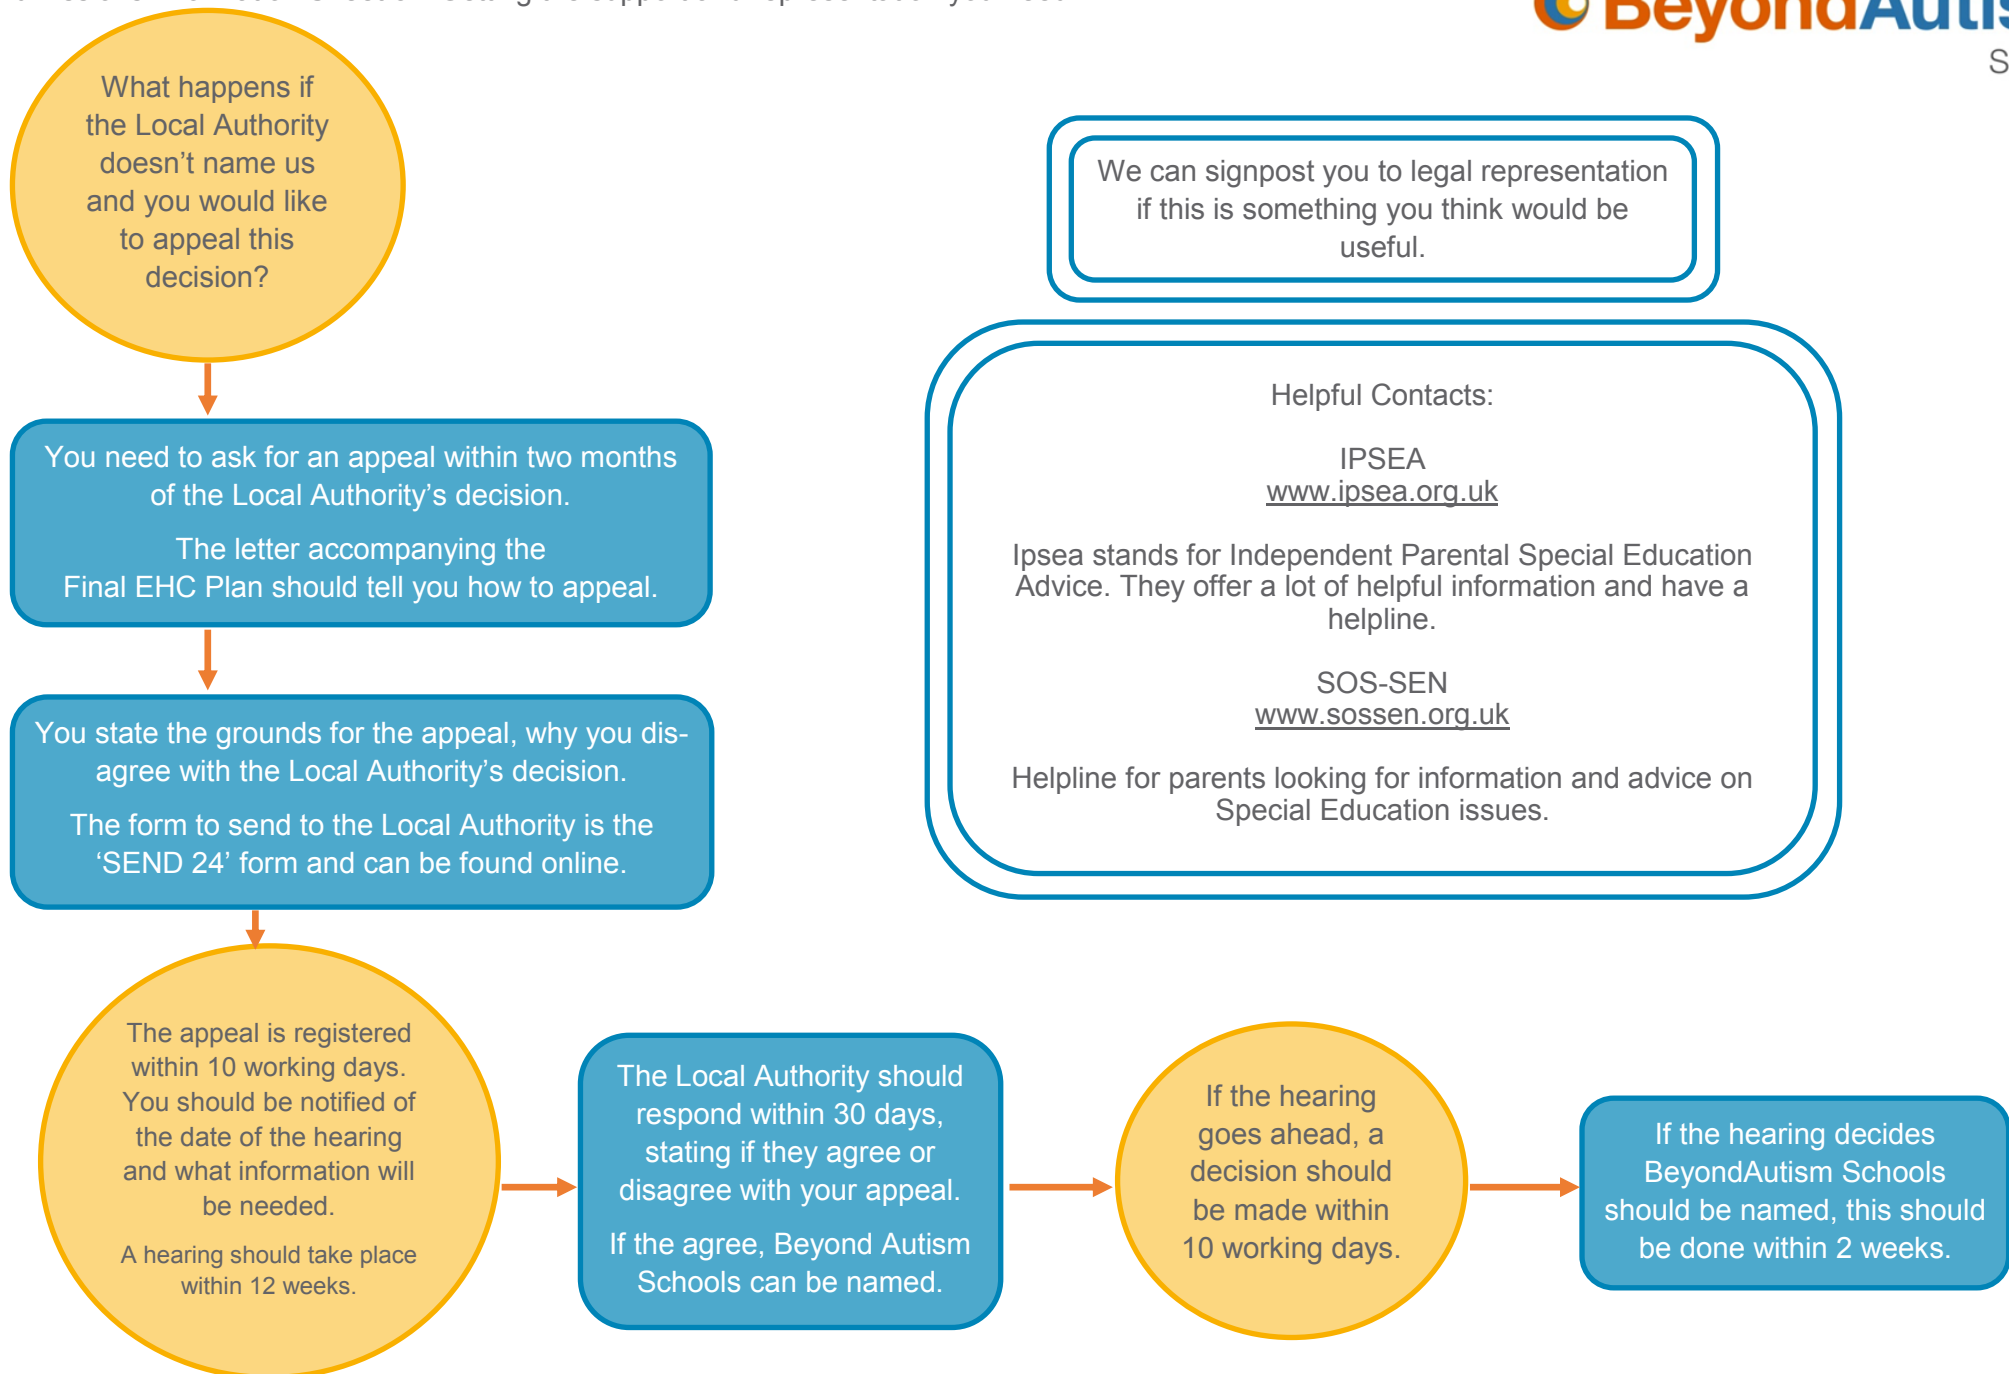 BeyondAutis
S
What happens if
the Local Authority
doesn't name us
and you would like
to appeal this
decision?
We can signpost you to legal representation
if this is something you think would be
useful.
You need to ask for an appeal within two months
of the Local Authority's decision.
The letter accompanying the
Final EHC Plan should tell you how to appeal.
Helpful Contacts:
IPSEA
www.ipsea.org.uk
Ipsea stands for Independent Parental Special Education
Advice. They offer a lot of helpful information and have a
helpline.
SOS-SEN
www.sossen.org.uk
Helpline for parents looking for information and advice on
Special Education issues.
You state the grounds for the appeal, why you dis-
agree with the Local Authority's decision.
The form to send to the Local Authority is the
‘SEND 24’ form and can be found online.
The appeal is registered
within 10 working days.
You should be notified of
the date of the hearing
and what information will
be needed.
A hearing should take place
within 12 weeks.
The Local Authority should
respond within 30 days,
stating if they agree or
disagree with your appeal.
If the agree, Beyond Autism
Schools can be named.
If the hearing
goes ahead, a
decision should
be made within
10 working days.
If the hearing decides
BeyondAutism Schools
should be named, this should
be done within 2 weeks.